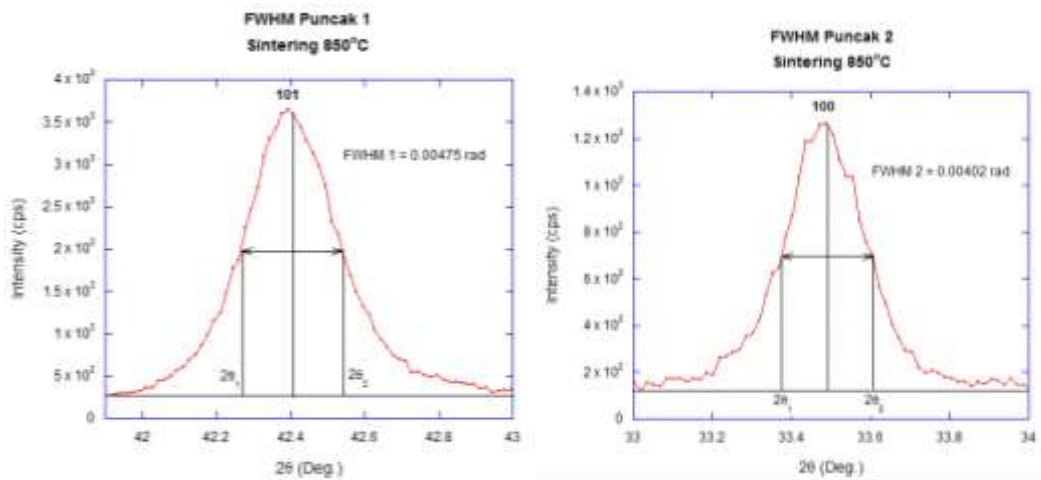 FWHM Puncak 1
Sintering 850°C
4 x 10³
3.5 x 10³
3 x 10³
2.5 x 10³
2 x 10³
1.5 x 10³
1 x 10³
5 x 10²
0
Intensity (cps)
101
FWHM 1 = 0.00475 rad
2θ₁
2θ₂
42
42.2
42.4
42.6
42.8
43
2θ (Deg.)
FWHM Puncak 2
Sintering 850°C
1.4 x 10³
1.2 x 10³
1 x 10³
8 x 10²
6 x 10²
4 x 10²
2 x 10²
0
Intensity (cps)
100
FWHM 2 = 0.00402 rad
2θ₁
2θ₂
33
33.2
33.4
33.6
33.8
34
2θ (Deg.)